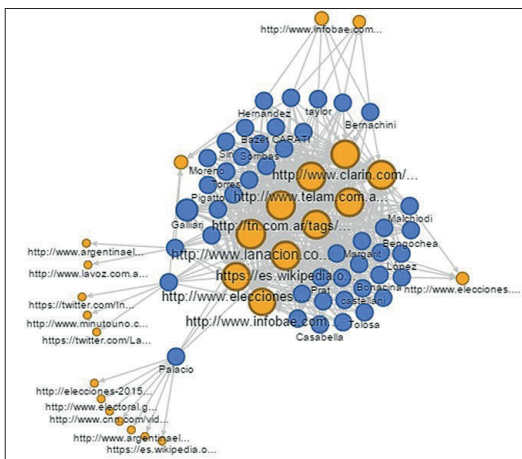 http://www.infobae.com...
Hernandez
taylor
Bernachini
Bazet
CARATI
Sin
Sombas
Moreno
http://www.clarin.com/...
Torres
http://www.telam.com.a...
Pigatto
Malchiodi
Galliari
http://tn.com.ar/tags/...
Bengochea
http://www.argentinael...
http://www.lanacion.co...
Margarit
Lopez
http://www.lavoz.com.a...
https://es.wikipedia.o...
http://www.elecciones....
Prat
Bonacina
http://www.elecciones...
https://twitter.com/In...
castellani
http://www.minutouno.c...
http://www.infobae.com...
Tolosa
https://twitter.com/La...
Casabella
Palacio
http://elecciones-2015...
http://www.electoral.g...
http://www.cnn.com/vid...
http://www.argentinael...
https://es.wikipedia.o...